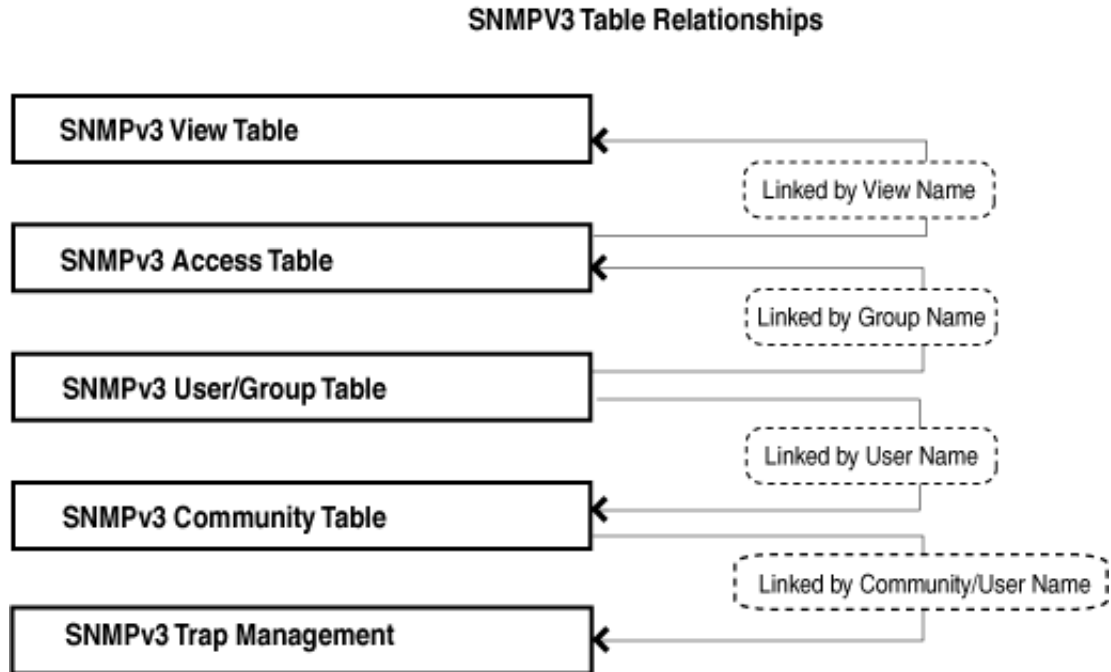 SNMPV3 Table Relationships
SNMPv3 View Table
Linked by View Name
SNMPv3 Access Table
Linked by Group Name
SNMPv3 User/Group Table
Linked by User Name
SNMPv3 Community Table
Linked by Community/User Name
SNMPv3 Trap Management